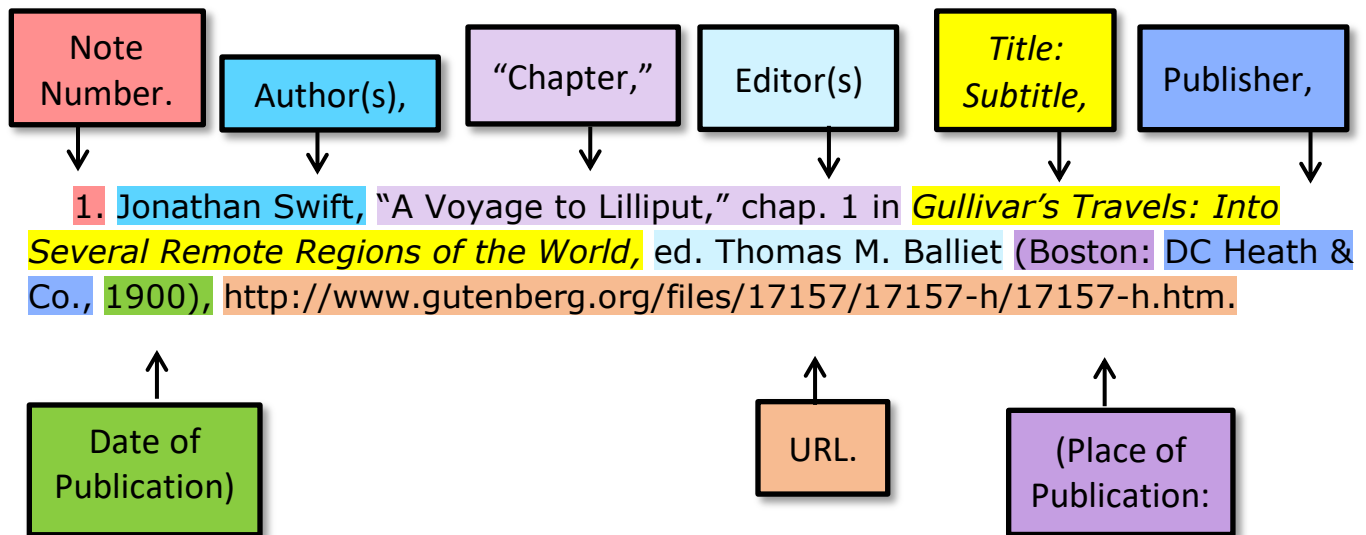 Note
Number.
Author(s),
“Chapter,”
Editor(s)
Title:
Subtitle,
Publisher,
1. Jonathan Swift, “A Voyage to Lilliput,” chap. 1 in Gullivar’s Travels: Into
Several Remote Regions of the World, ed. Thomas M. Balliet (Boston: DC Heath &
Co., 1900), http://www.gutenberg.org/files/17157/17157-h/17157-h.htm.
Date of
Publication)
URL.
(Place of
Publication: